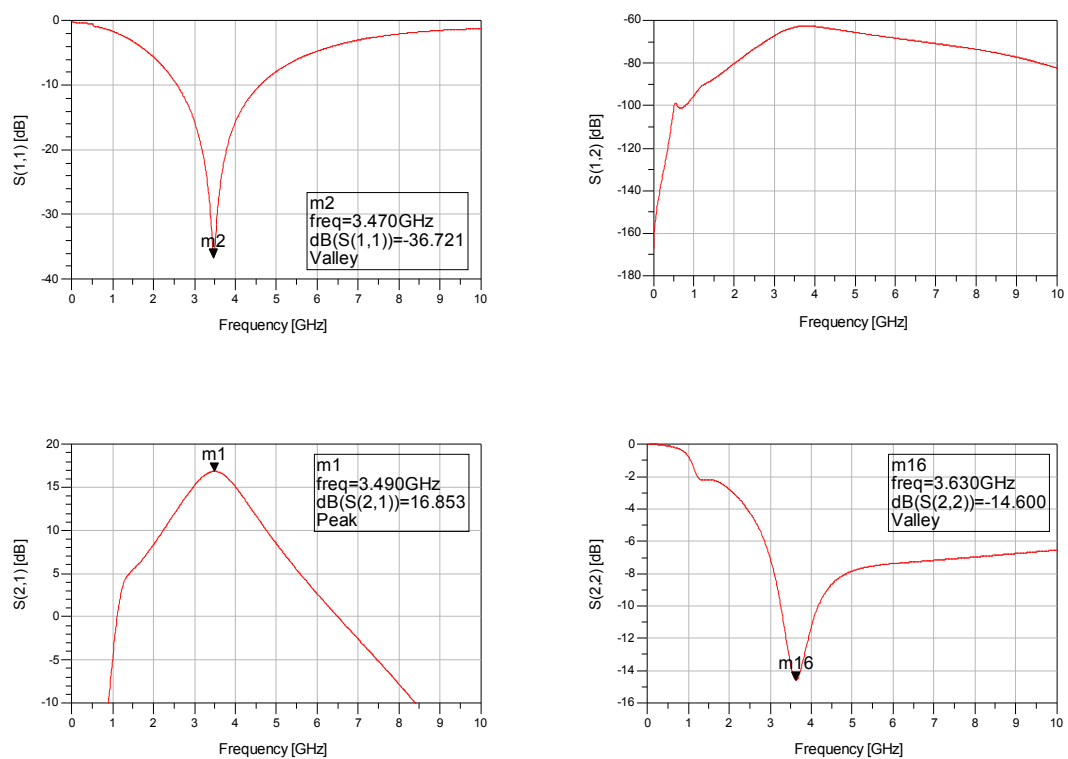 0
-10
-20
-30
-40
S(1,1) [dB]
m2
m2
freq=3.470GHz
dB(S(1,1))=-36.721
Valley
0 1 2 3 4 5 6 7 8 9 10
Frequency [GHz]
-60
-80
-100
-120
-140
-160
-180
S(1,2) [dB]
0 1 2 3 4 5 6 7 8 9 10
Frequency [GHz]
20
15
10
5
0
-5
-10
S(2,1) [dB]
m1
m1
freq=3.490GHz
dB(S(2,1))=16.853
Peak
0 1 2 3 4 5 6 7 8 9 10
Frequency [GHz]
0
-2
-4
-6
-8
-10
-12
-14
-16
S(2,2) [dB]
m16
freq=3.630GHz
dB(S(2,2))=-14.600
Valley
m16
0 1 2 3 4 5 6 7 8 9 10
Frequency [GHz]